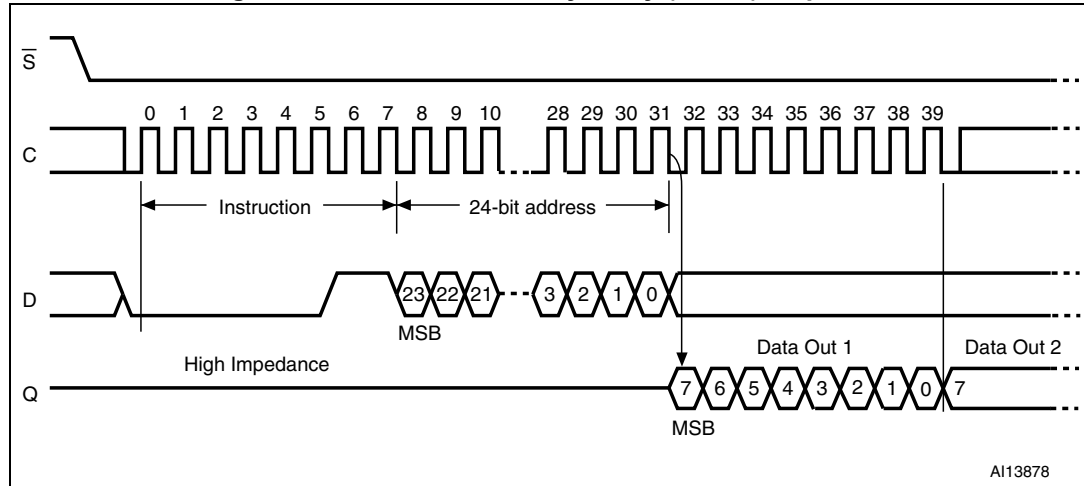 S
0 1 2 3 4 5 6 7 8 9 10 28 29 30 31 32 33 34 35 36 37 38 39
C
Instruction 24-bit address
D
23 22 21 3 2 1 0
MSB
High Impedance
Data Out 1 Data Out 2
Q
7 6 5 4 3 2 1 0 7
MSB
AI13878